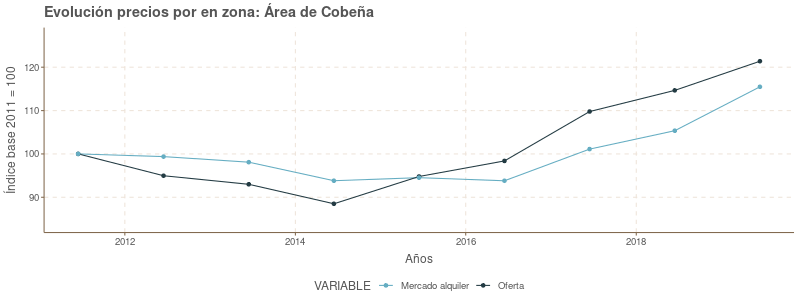 Evolución precios por en zona: Área de Cobeña
Índice base 2011 = 100
120
110
100
90
2012 2014 2016 2018
Años
VARIABLE Mercado alquiler Oferta